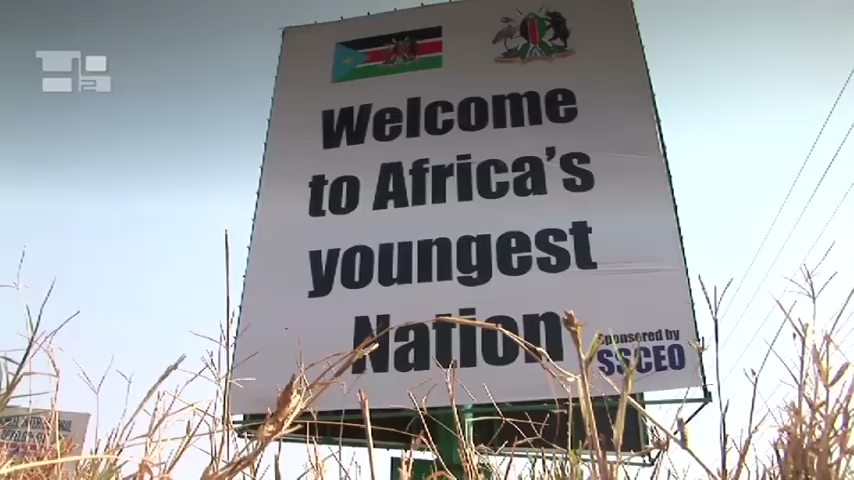 Welcome
to Africa's
youngest
Nation
Sponsored by
SSCEO